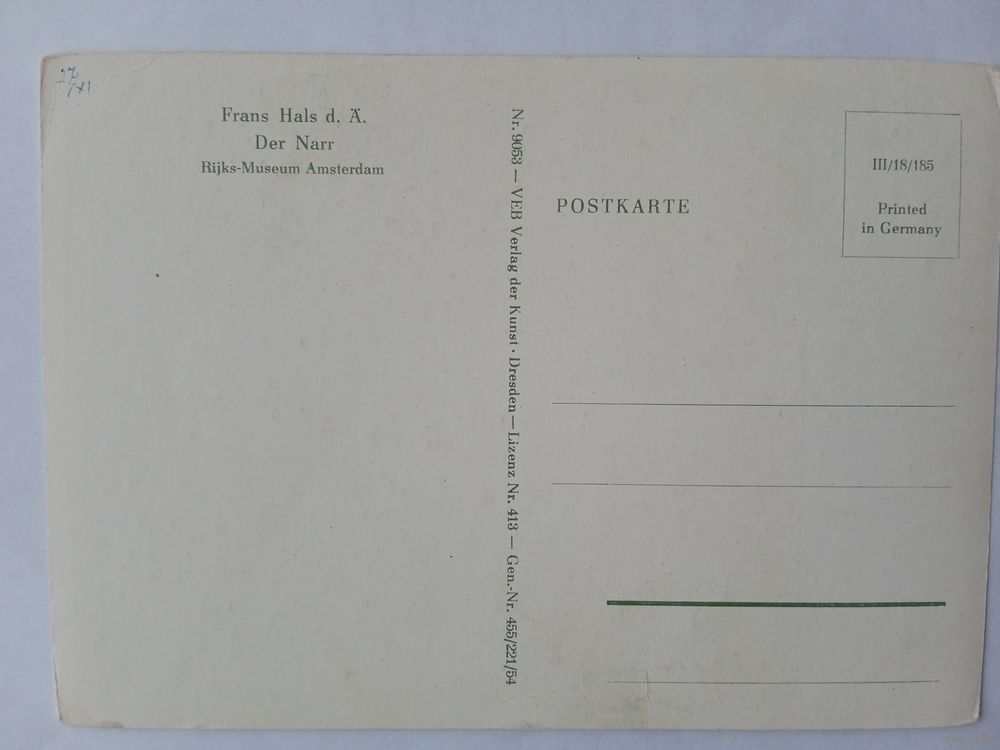 Frans Hals d. Ä.
Der Narr
Rijks-Museum Amsterdam
Nr. 9053 — VEB Verlag der Kunst · Dresden — Lizenz Nr. 413 — Gen.-Nr. 455/221/54
POSTKARTE
III/18/185
Printed
in Germany